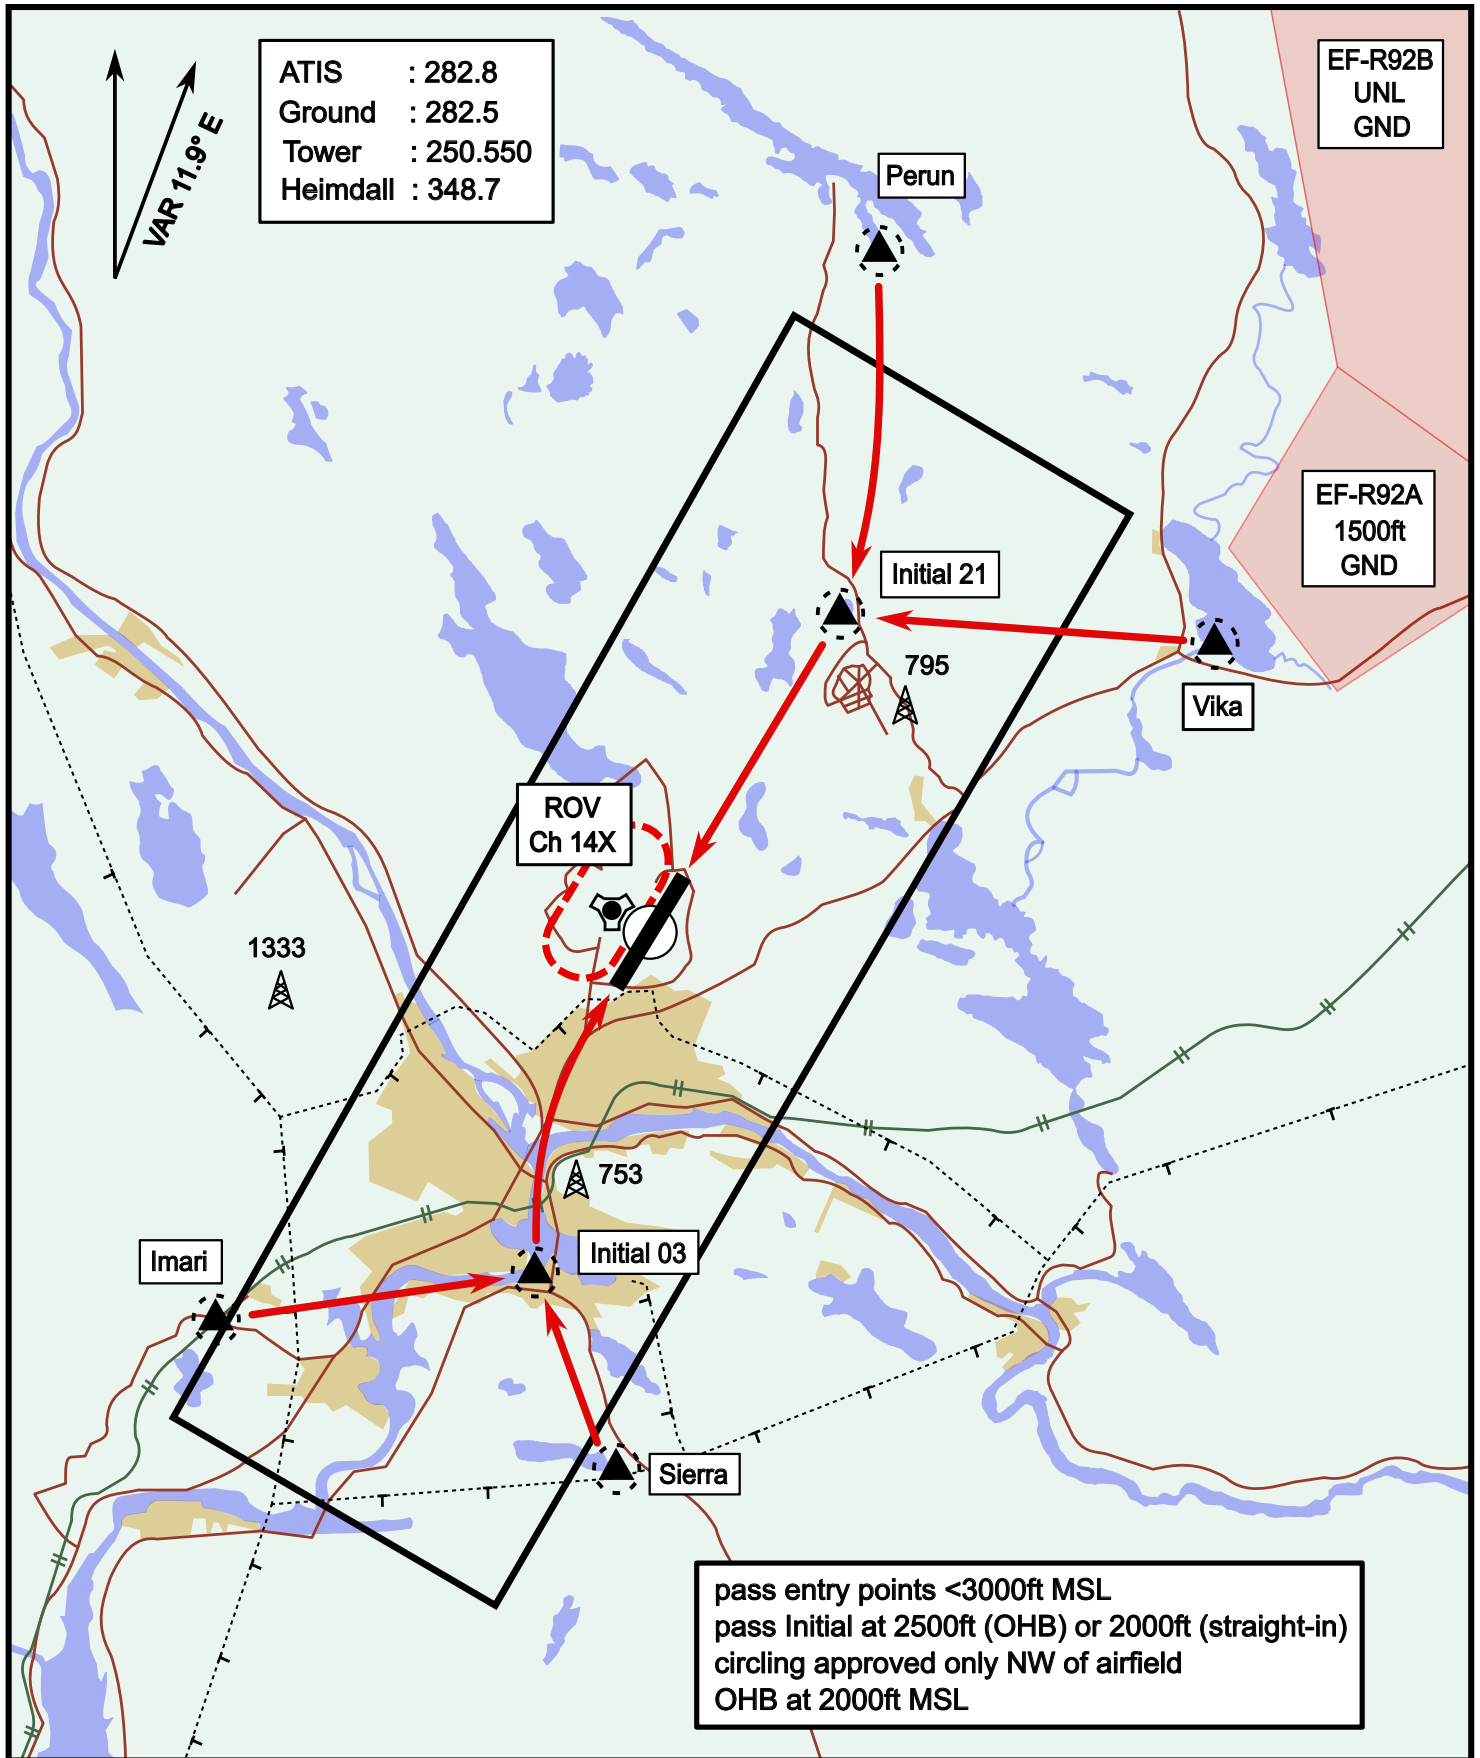 ATIS : 282.8
Ground : 282.5
Tower : 250.550
Heimdall : 348.7
VAR 11.9° E
EF-R92B
UNL
GND
Perun
EF-R92A
1500ft
GND
Initial 21
795
Vika
ROV
Ch 14X
1333
753
Initial 03
Imari
Sierra
pass entry points <3000ft MSL
pass Initial at 2500ft (OHB) or 2000ft (straight-in)
circling approved only NW of airfield
OHB at 2000ft MSL